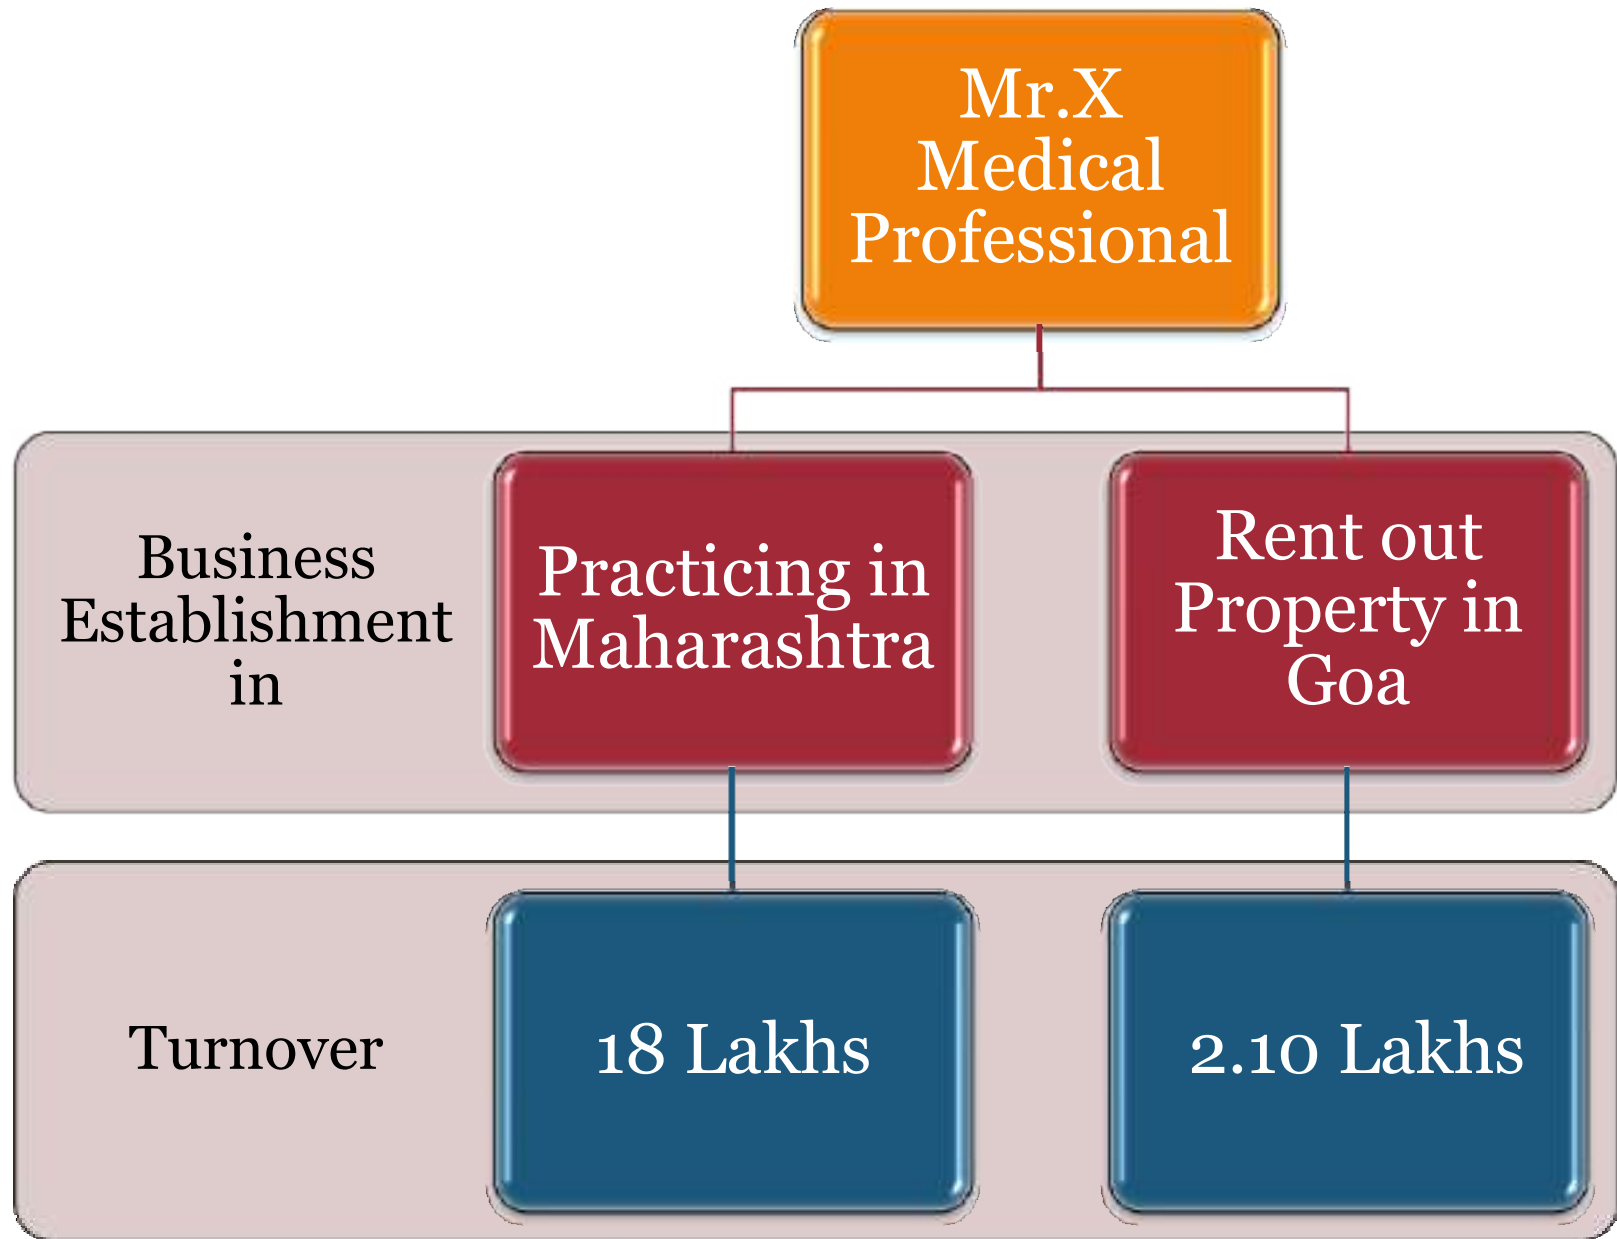 Mr.X
Medical
Professional
Business
Establishment
in
Practicing in
Maharashtra
Rent out
Property in
Goa
Turnover
18 Lakhs
2.10 Lakhs